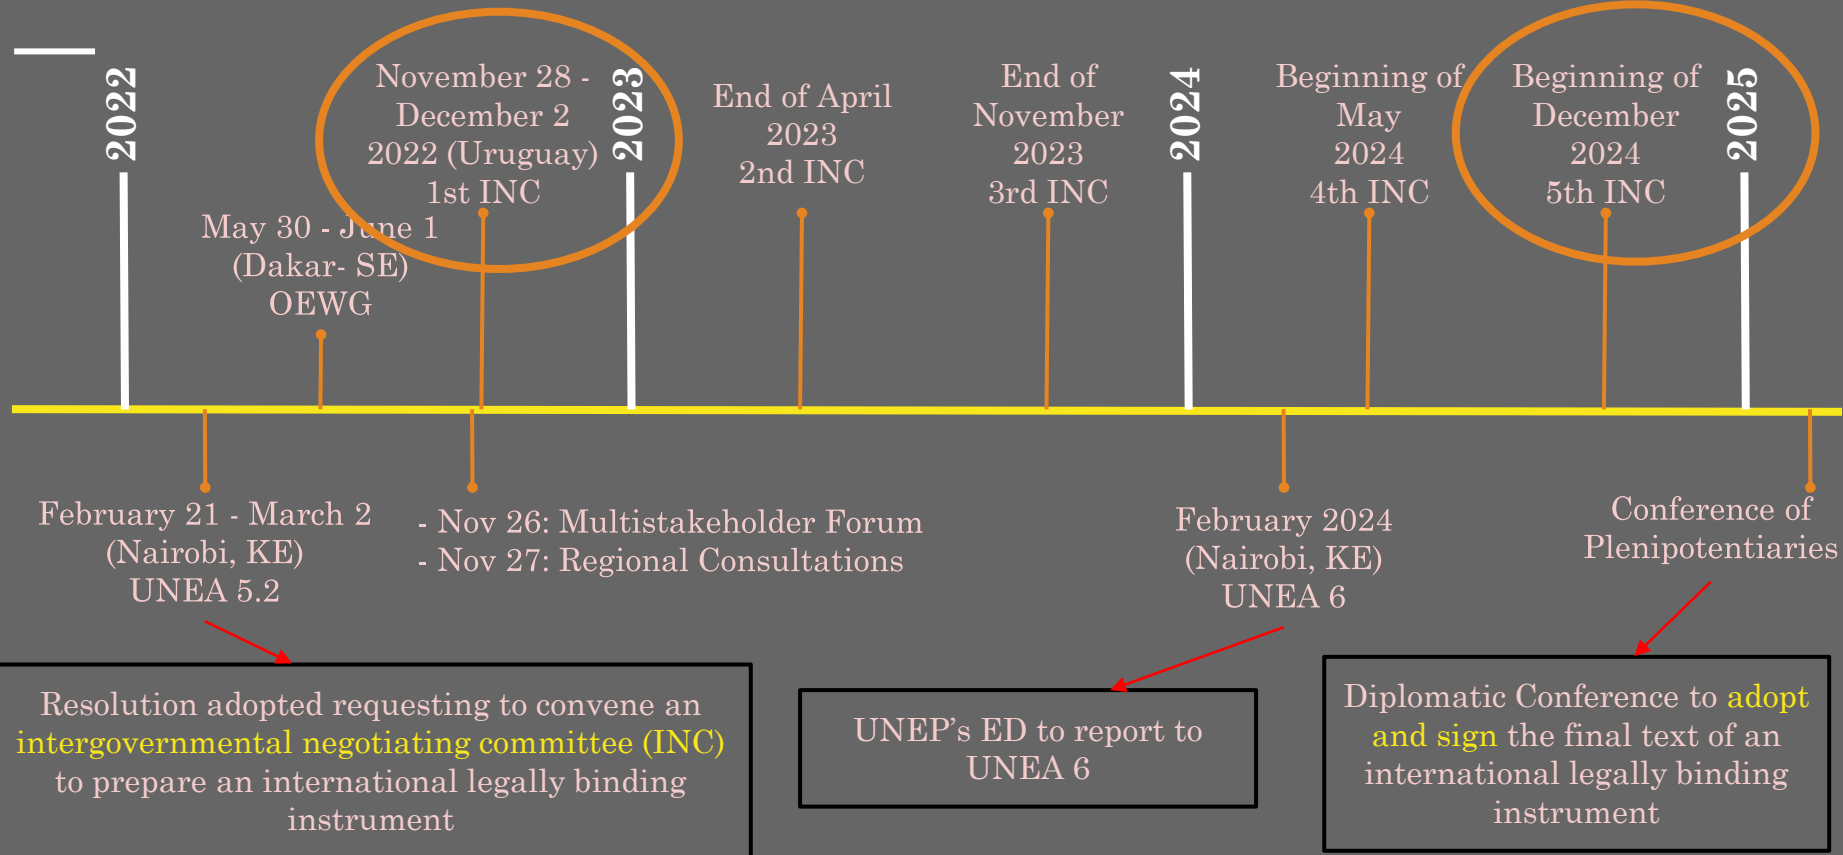 2022
November 28 -
December 2
2022 (Uruguay)
1st INC
2023
End of April
2023
2nd INC
End of
November
2023
3rd INC
2024
Beginning of
May
2024
4th INC
Beginning of
December
2024
5th INC
2025
May 30 - June 1
(Dakar- SE)
OEWG
February 21 - March 2
(Nairobi, KE)
UNEA 5.2
- Nov 26: Multistakeholder Forum
- Nov 27: Regional Consultations
February 2024
(Nairobi, KE)
UNEA 6
Conference of
Plenipotentiaries
Resolution adopted requesting to convene an
intergovernmental negotiating committee (INC)
to prepare an international legally binding
instrument
UNEP’s ED to report to
UNEA 6
Diplomatic Conference to adopt
and sign the final text of an
international legally binding
instrument